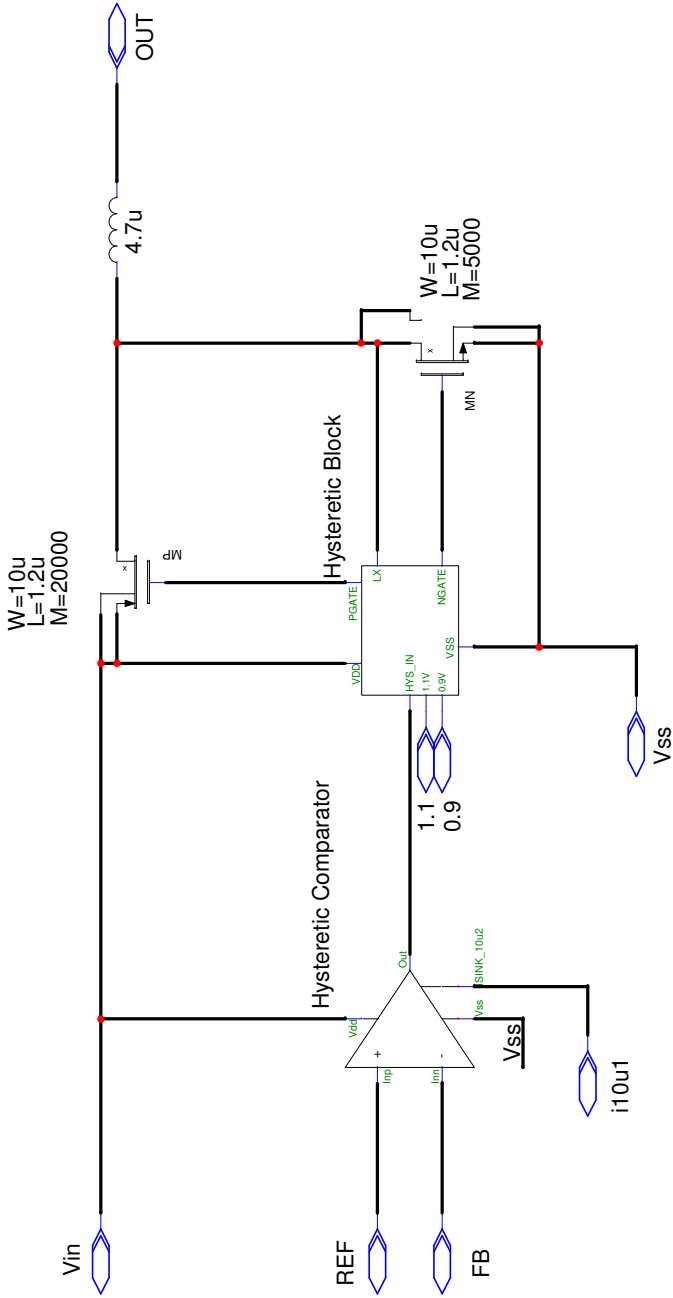 Vin
REF
FB
Inp
Inn
+
-
Vdd
Out
Vss
ISINK_10u2
Vss
i10u1
Hysteretic Comparator
1.1
0.9
HYS_IN
1.1V
0.9V
VDD
VSS
PGATE
LX
NGATE
Hysteretic Block
Vss
W=10u
L=1.2u
M=20000
x
MP
W=10u
L=1.2u
M=5000
x
MN
4.7u
OUT